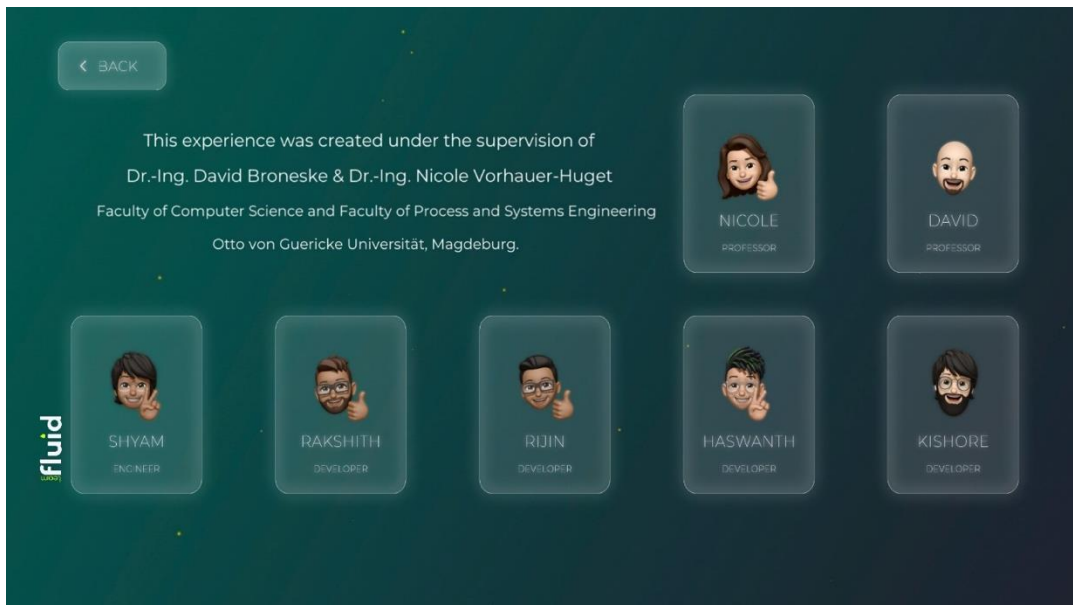 BACK
This experience was created under the supervision of
Dr.-Ing. David Broneske & Dr.-Ing. Nicole Vorhauer-Huget
Faculty of Computer Science and Faculty of Process and Systems Engineering
Otto von Guericke Universität, Magdeburg.
NICOLE
PROFESSOR
DAVID
PROFESSOR
SHYAM
ENGINEER
RAKSHITH
DEVELOPER
RIJIN
DEVELOPER
HASWANTH
DEVELOPER
KISHORE
DEVELOPER
fluid